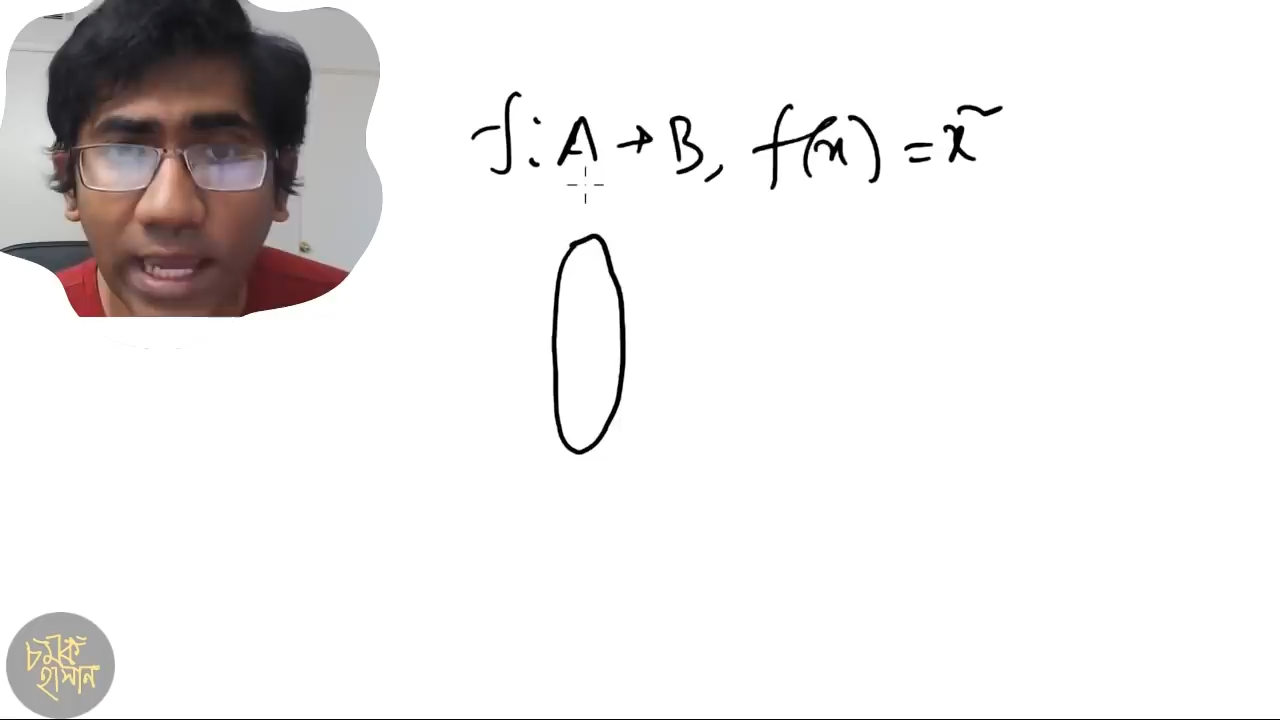 f: A → B, f(x) = x²
চমক
হাসান